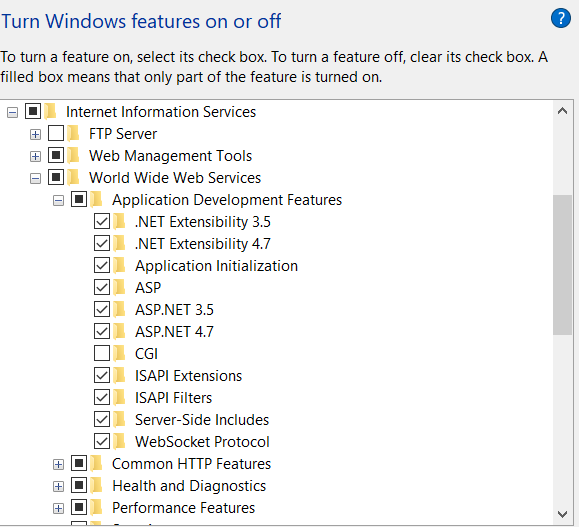 Turn Windows features on or off
?
To turn a feature on, select its check box. To turn a feature off, clear its check box. A
filled box means that only part of the feature is turned on.
Internet Information Services
FTP Server
Web Management Tools
World Wide Web Services
Application Development Features
.NET Extensibility 3.5
.NET Extensibility 4.7
Application Initialization
ASP
ASP.NET 3.5
ASP.NET 4.7
CGI
ISAPI Extensions
ISAPI Filters
Server-Side Includes
WebSocket Protocol
Common HTTP Features
Health and Diagnostics
Performance Features